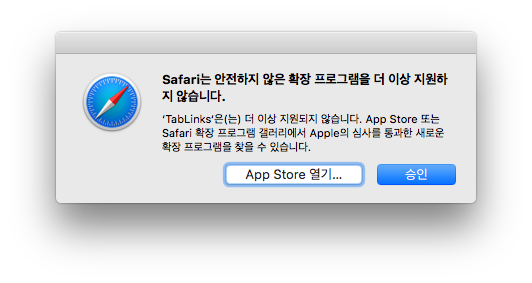 Safari는 안전하지 않은 확장 프로그램을 더 이상 지원하
지 않습니다.
‘TabLinks’은(는) 더 이상 지원되지 않습니다. App Store 또는
Safari 확장 프로그램 갤러리에서 Apple의 심사를 통과한 새로운
확장 프로그램을 찾을 수 있습니다.
App Store 열기... 승인